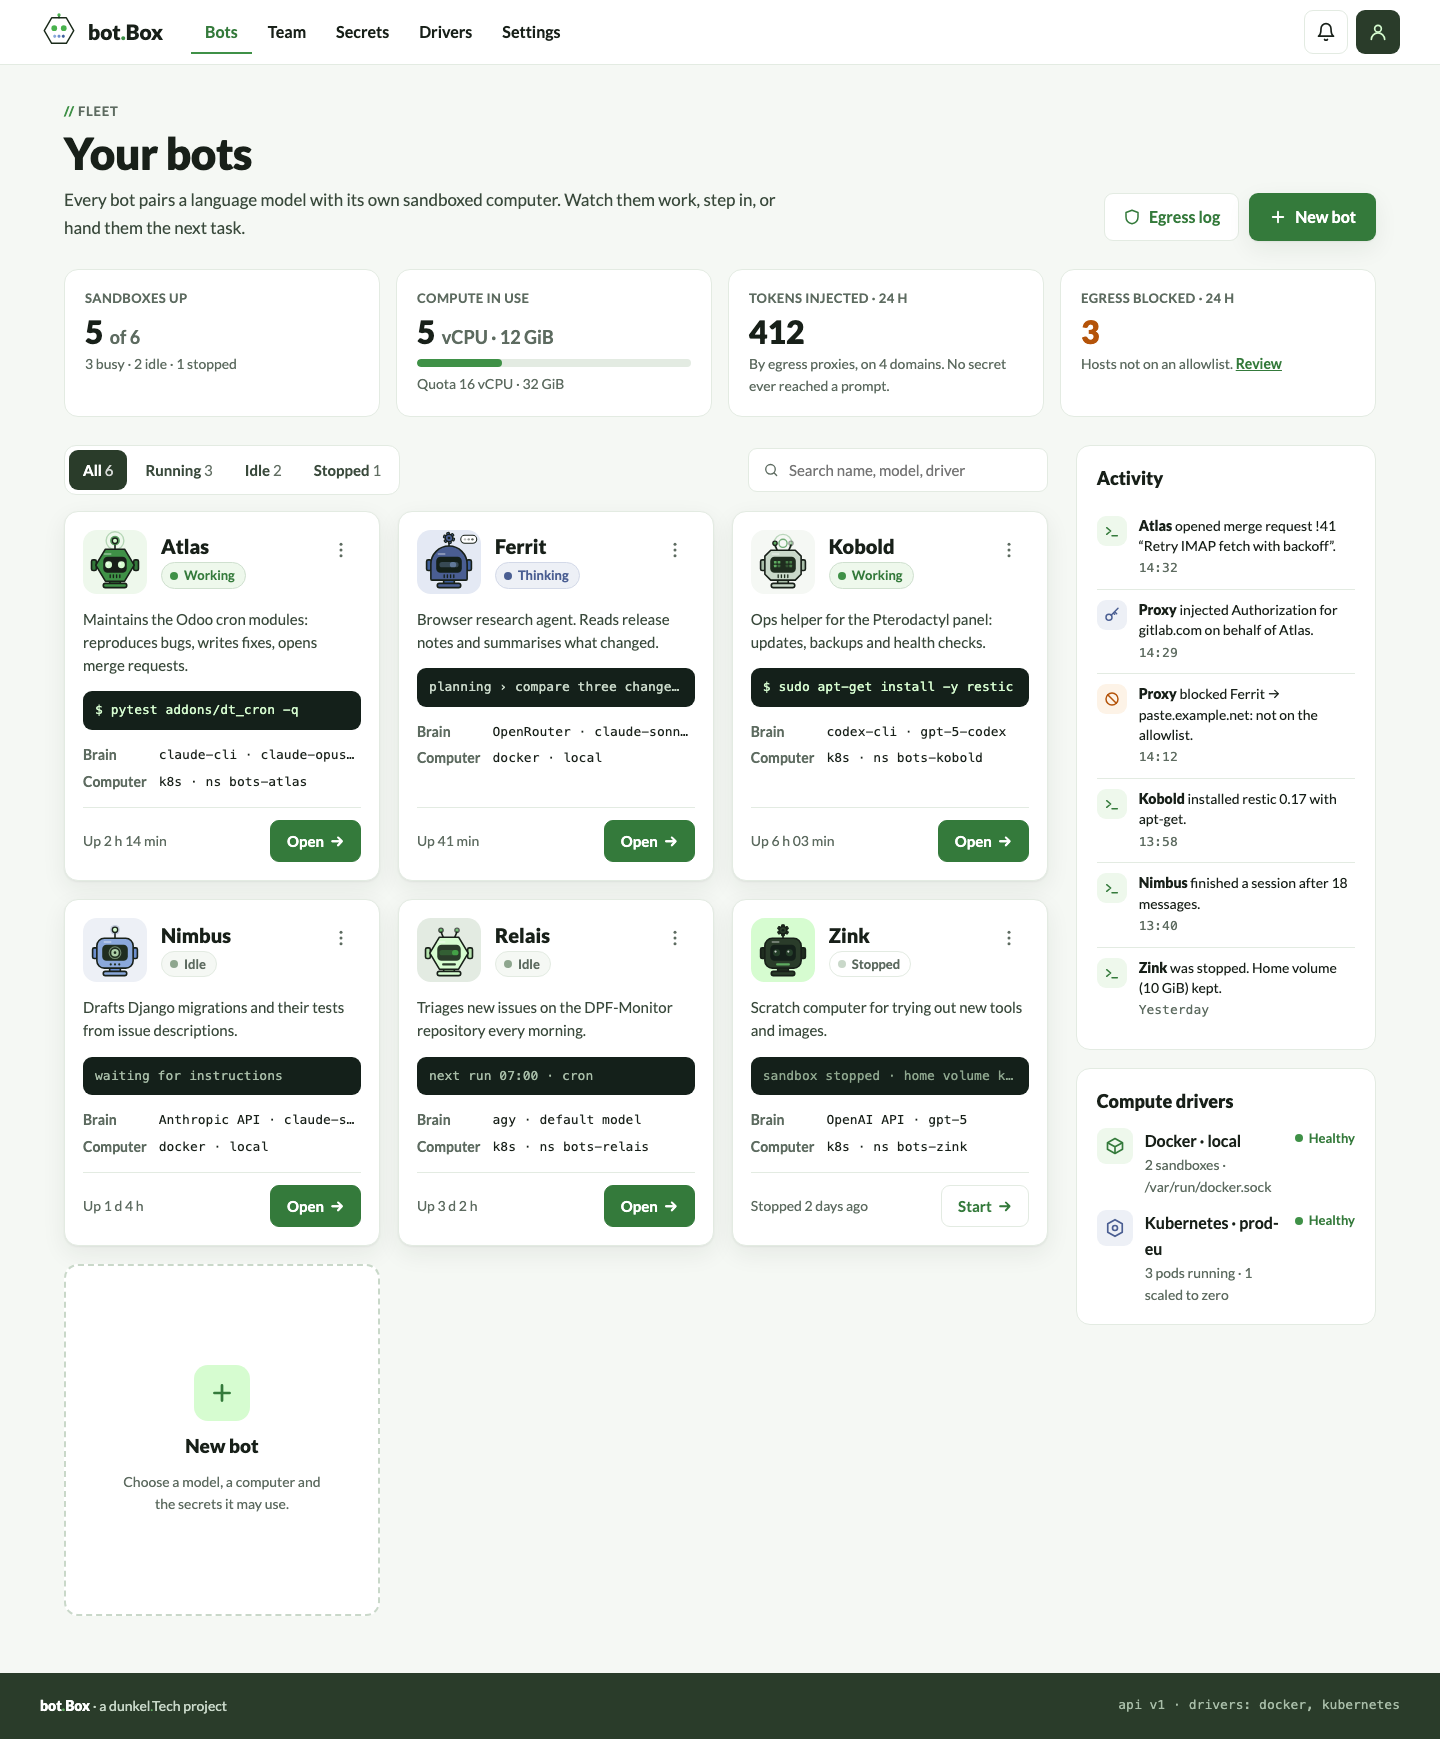 bot.Box
Bots
Team
Secrets
Drivers
Settings
// FLEET
Your bots
Every bot pairs a language model with its own sandboxed computer. Watch them work, step in, or
hand them the next task.
Egress log
New bot
SANDBOXES UP
5 of 6
3 busy · 2 idle · 1 stopped
COMPUTE IN USE
5 vCPU · 12 GiB
Quota 16 vCPU · 32 GiB
TOKENS INJECTED · 24 H
412
By egress proxies, on 4 domains. No secret
ever reached a prompt.
EGRESS BLOCKED · 24 H
3
Hosts not on an allowlist. Review
All 6
Running 3
Idle 2
Stopped 1
Search name, model, driver
Atlas
Working
Maintains the Odoo cron modules:
reproduces bugs, writes fixes, opens
merge requests.
$ pytest addons/dt_cron -q
Brain claude-cli · claude-opus…
Computer k8s · ns bots-atlas
Up 2 h 14 min
Open →
Ferrit
Thinking
Browser research agent. Reads release
notes and summarises what changed.
planning › compare three change…
Brain OpenRouter · claude-sonn…
Computer docker · local
Up 41 min
Open →
Kobold
Working
Ops helper for the Pterodactyl panel:
updates, backups and health checks.
$ sudo apt-get install -y restic
Brain codex-cli · gpt-5-codex
Computer k8s · ns bots-kobold
Up 6 h 03 min
Open →
Nimbus
Idle
Drafts Django migrations and their tests
from issue descriptions.
waiting for instructions
Brain Anthropic API · claude-s…
Computer docker · local
Up 1 d 4 h
Open →
Relais
Idle
Triages new issues on the DPF-Monitor
repository every morning.
next run 07:00 · cron
Brain agy · default model
Computer k8s · ns bots-relais
Up 3 d 2 h
Open →
Zink
Stopped
Scratch computer for trying out new tools
and images.
sandbox stopped · home volume k…
Brain OpenAI API · gpt-5
Computer k8s · ns bots-zink
Stopped 2 days ago
Start →
New bot
Choose a model, a computer and
the secrets it may use.
Activity
Atlas opened merge request !41
“Retry IMAP fetch with backoff”.
14:32
Proxy injected Authorization for
gitlab.com on behalf of Atlas.
14:29
Proxy blocked Ferrit →
paste.example.net: not on the
allowlist.
14:12
Kobold installed restic 0.17 with
apt-get.
13:58
Nimbus finished a session after 18
messages.
13:40
Zink was stopped. Home volume
(10 GiB) kept.
Yesterday
Compute drivers
Docker · local
Healthy
2 sandboxes ·
/var/run/docker.sock
Kubernetes · prod-
eu
Healthy
3 pods running · 1
scaled to zero
bot.Box · a dunkel.Tech project
api v1 · drivers: docker, kubernetes